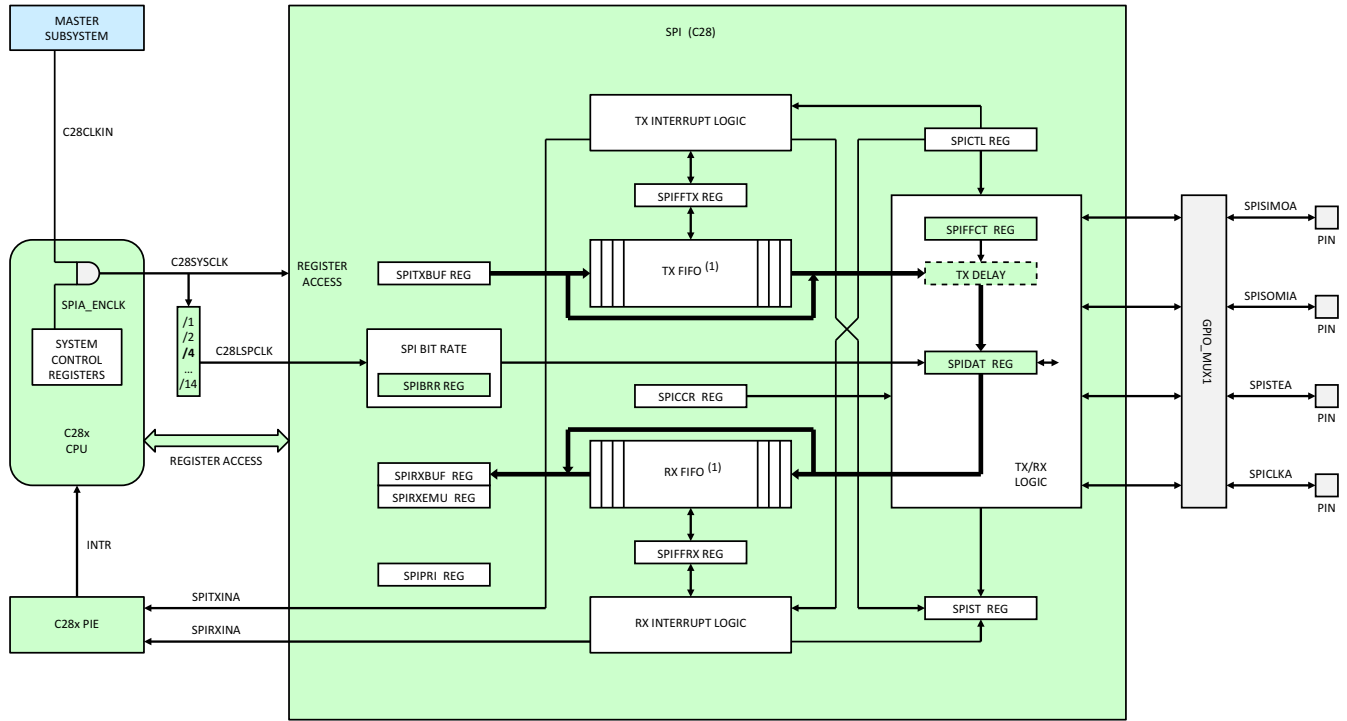 MASTER
SUBSYSTEM
SPI (C28)
C28CLKIN
TX INTERRUPT LOGIC
SPICTL REG
SPIFFTX REG
SPISIMOA
PIN
SPIFFCT REG
C28SYSCLK
REGISTER
ACCESS
SPITXBUF REG
TX FIFO (1)
TX DELAY
SPIA_ENCLK
SYSTEM
CONTROL
REGISTERS
/1
/2
/4
...
/14
C28LSPCLK
SPI BIT RATE
SPIBRR REG
SPIDAT REG
SPISOMIA
PIN
GPIO_MUX1
SPICCR REG
SPISTEA
PIN
C28x
CPU
REGISTER ACCESS
SPIRXBUF REG
SPIRXEMU REG
RX FIFO (1)
TX/RX
LOGIC
SPICLKA
PIN
INTR
SPIFFRX REG
SPIPRI REG
SPITXINA
C28x PIE
SPIRXINA
RX INTERRUPT LOGIC
SPIST REG